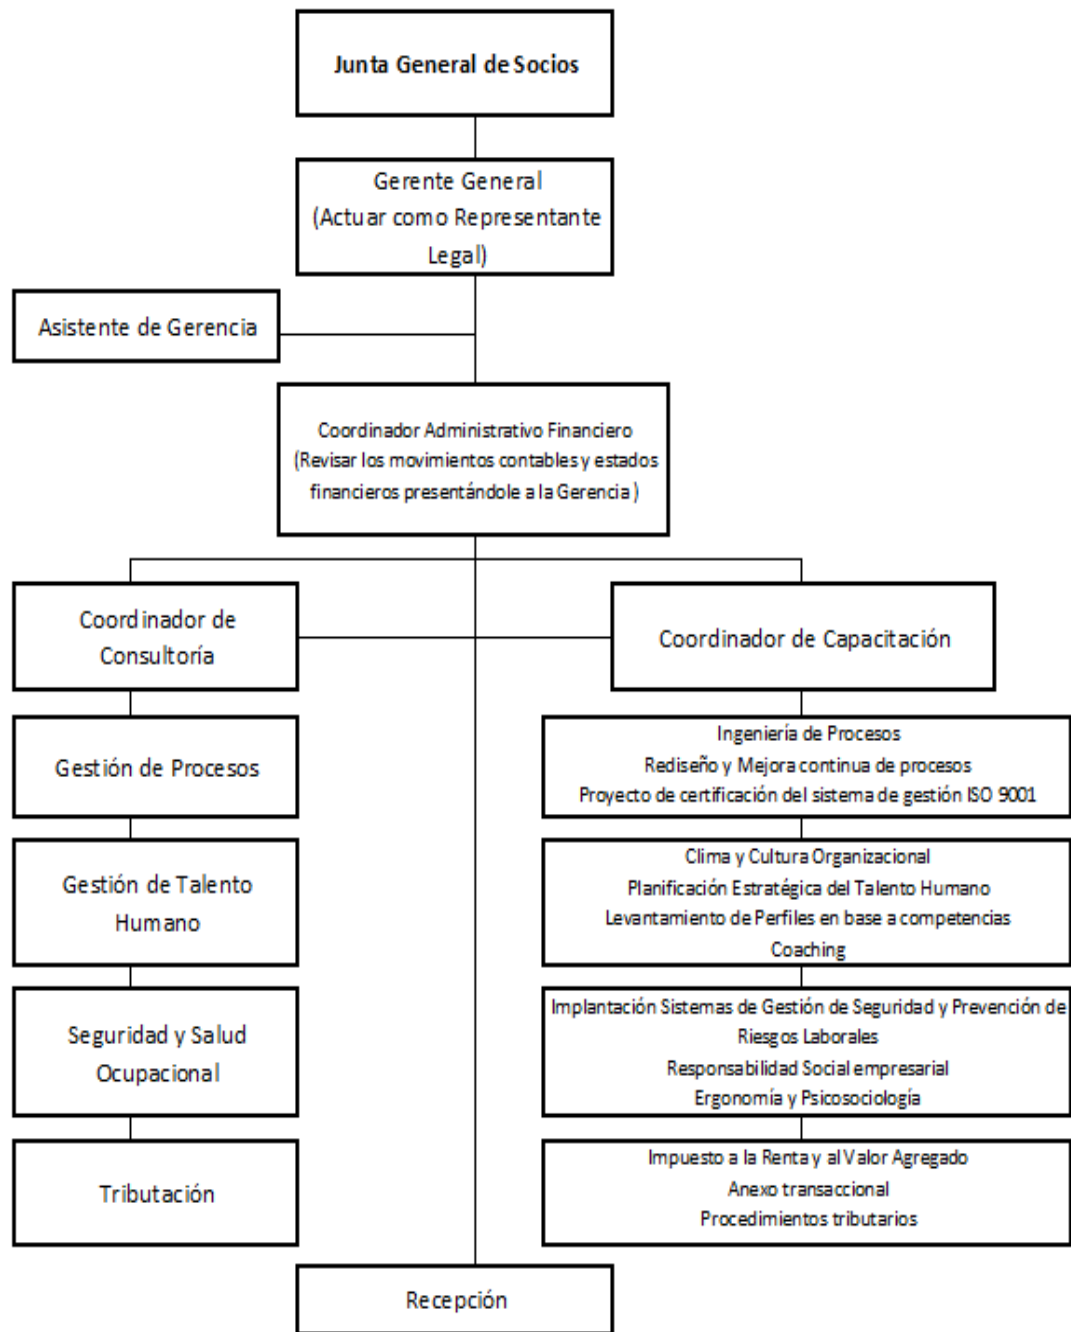 Junta General de Socios
Gerente General
(Actuar como Representante
Legal)
Asistente de Gerencia
Coordinador Administrativo Financiero
(Revisar los movimientos contables y estados
financieros presentándole a la Gerencia )
Coordinador de
Consultoría
Coordinador de Capacitación
Gestión de Procesos
Ingeniería de Procesos
Rediseño y Mejora continua de procesos
Proyecto de certificación del sistema de gestión ISO 9001
Gestión de Talento
Humano
Clima y Cultura Organizacional
Planificación Estratégica del Talento Humano
Levantamiento de Perfiles en base a competencias
Coaching
Seguridad y Salud
Ocupacional
Implantación Sistemas de Gestión de Seguridad y Prevención de
Riesgos Laborales
Responsabilidad Social empresarial
Ergonomía y Psicosociología
Tributación
Impuesto a la Renta y al Valor Agregado
Anexo transaccional
Procedimientos tributarios
Recepción